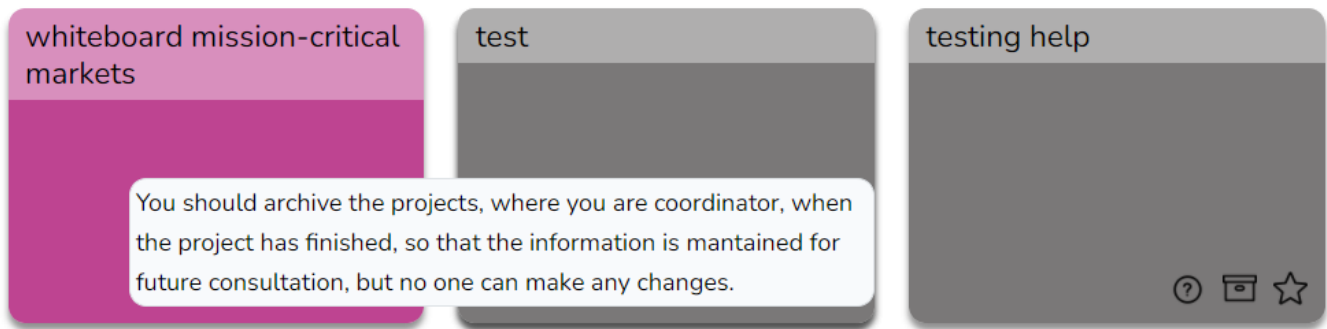 whiteboard mission-critical
markets
test
testing help
You should archive the projects, where you are coordinator, when
the project has finished, so that the information is mantained for
future consultation, but no one can make any changes.
?